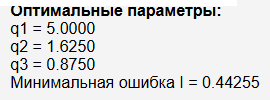 Оптимальные параметры:
q1 = 5.0000
q2 = 1.6250
q3 = 0.8750
Минимальная ошибка I = 0.44255